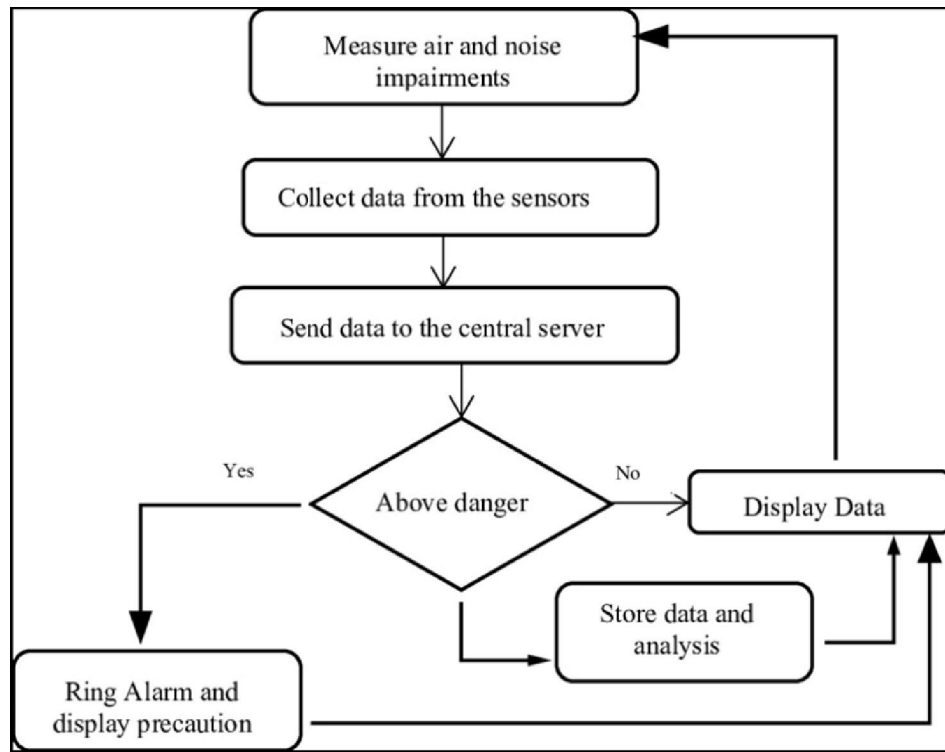 Measure air and noise
impairments
Collect data from the sensors
Send data to the central server
Yes
No
Above danger
Display Data
Store data and
analysis
Ring Alarm and
display precaution